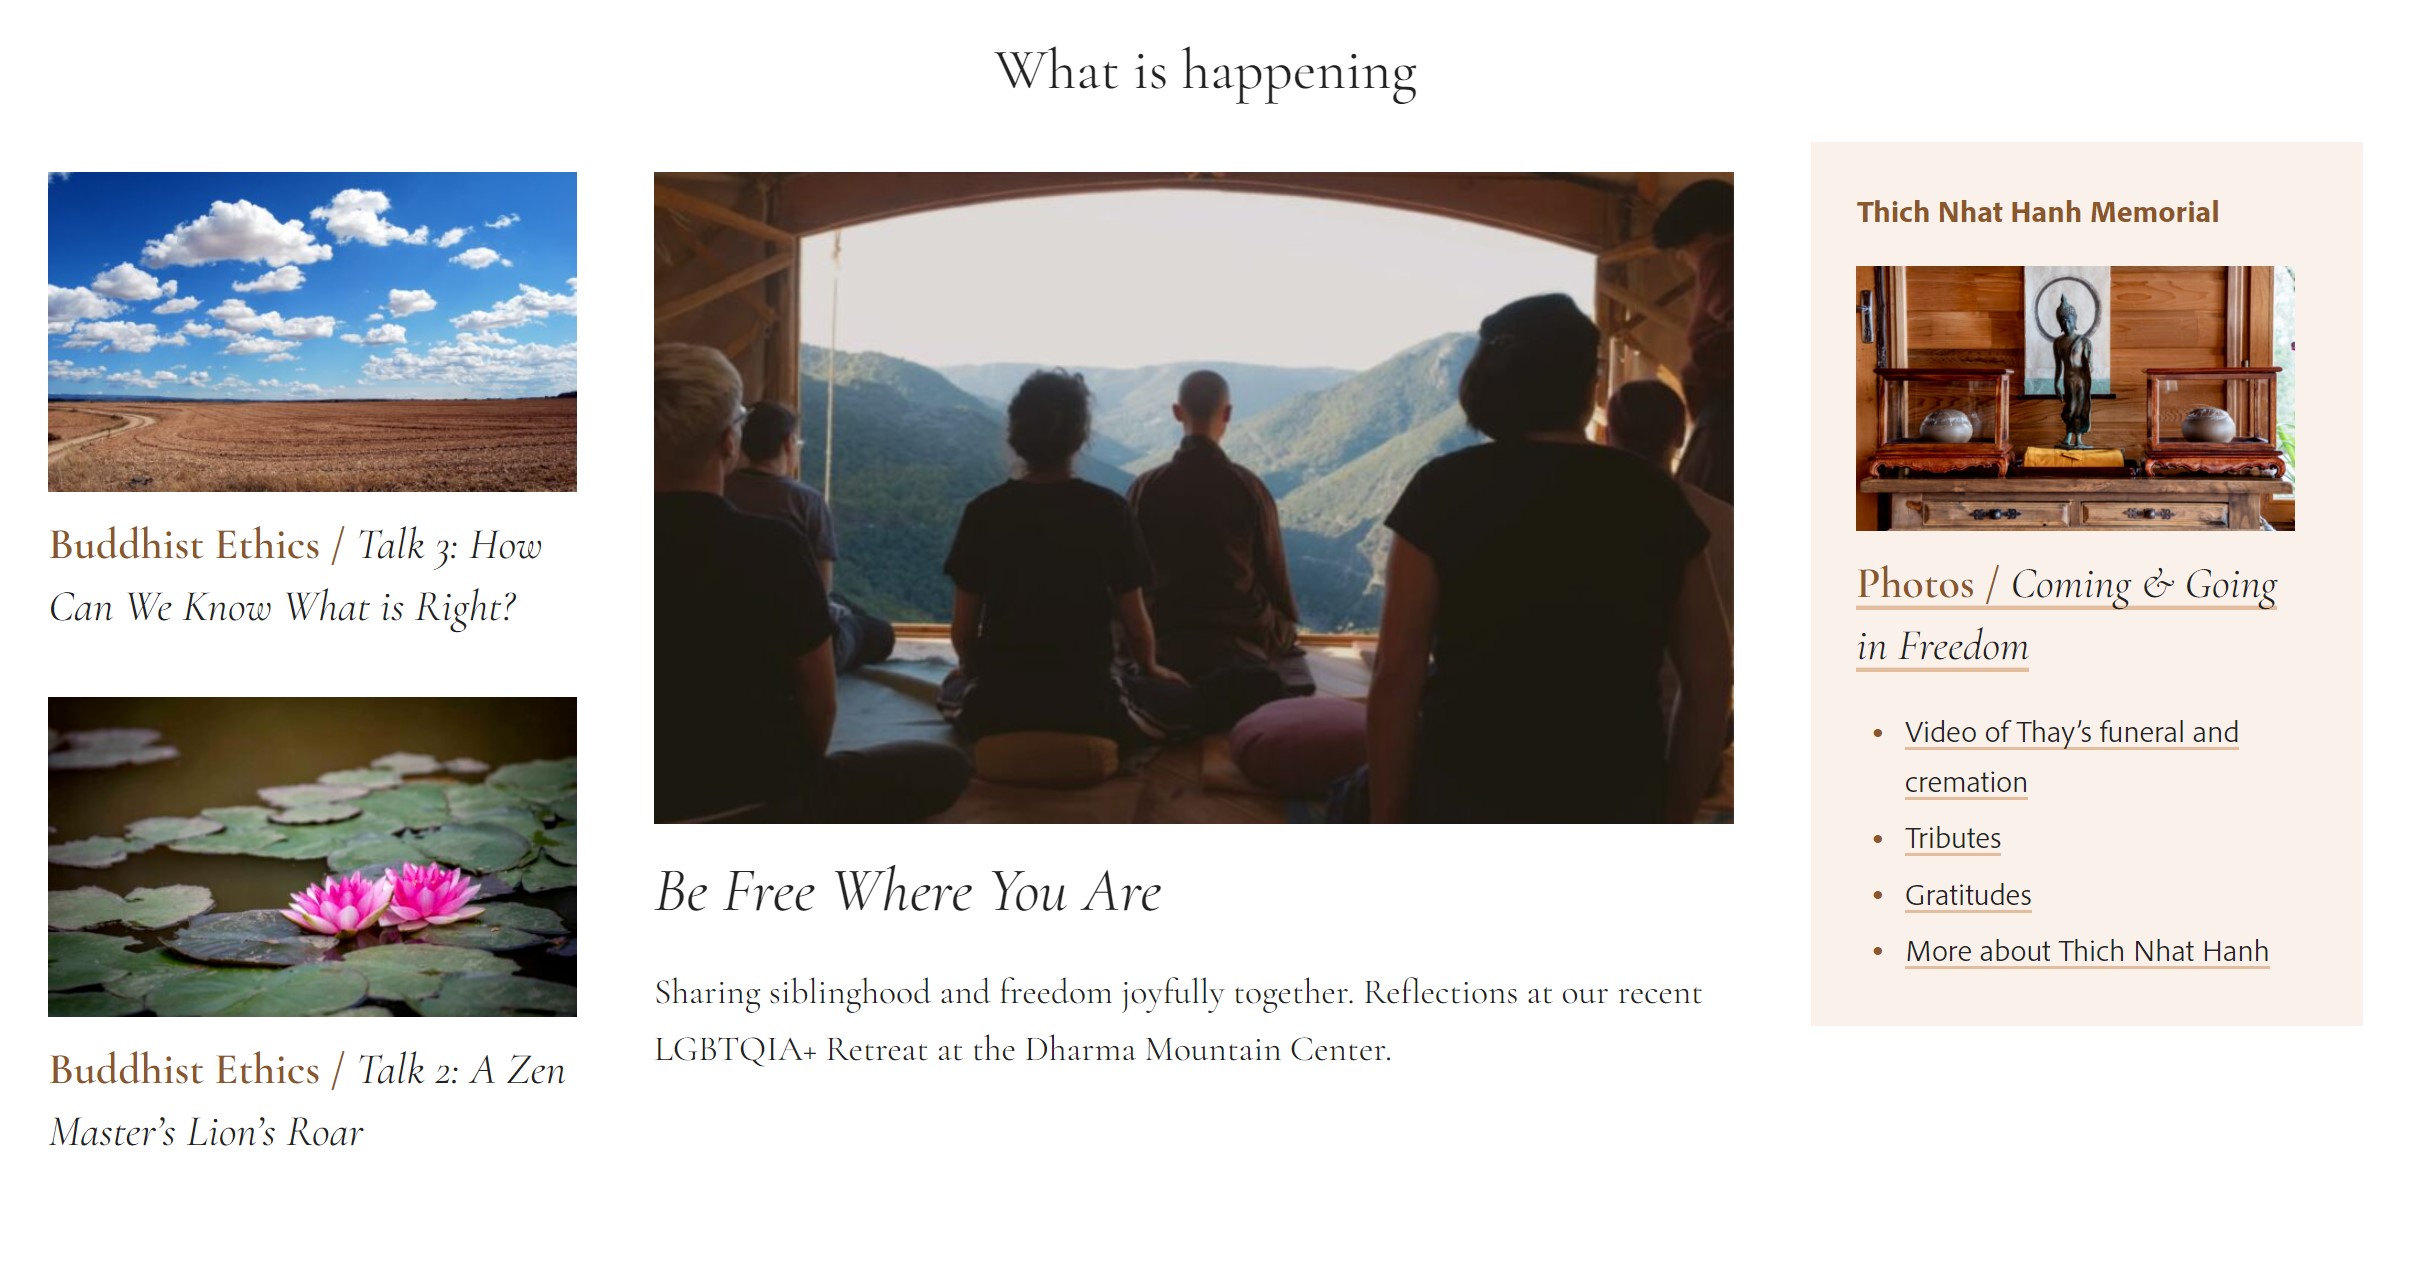 What is happening
Buddhist Ethics / Talk 3: How
Can We Know What is Right?
Buddhist Ethics / Talk 2: A Zen
Master’s Lion’s Roar
Be Free Where You Are
Sharing siblinghood and freedom joyfully together. Reflections at our recent
LGBTQIA+ Retreat at the Dharma Mountain Center.
Thich Nhat Hanh Memorial
Photos / Coming & Going
in Freedom
• Video of Thay’s funeral and
cremation
• Tributes
• Gratitudes
• More about Thich Nhat Hanh